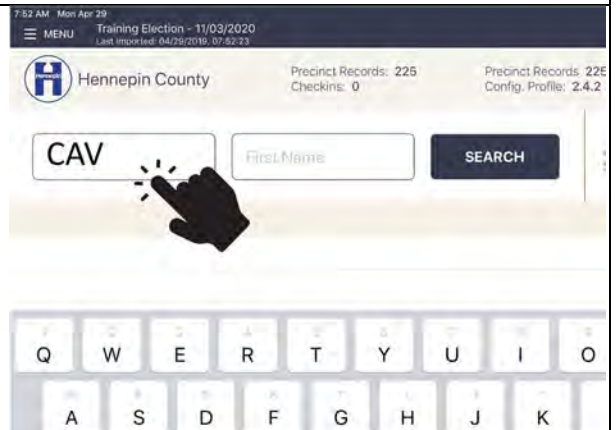 7:52 AM Mon Apr 29
MENU Training Election - 11/03/2020
Last Imported: 04/29/2019, 07:52:23
Hennepin
Hennepin County
Precinct Records: 225
Checkins: 0
Precinct Records 225
Config. Profile: 2.4.2
CAV
First Name
SEARCH
Q W E R T Y U I O
A S D F G H J K